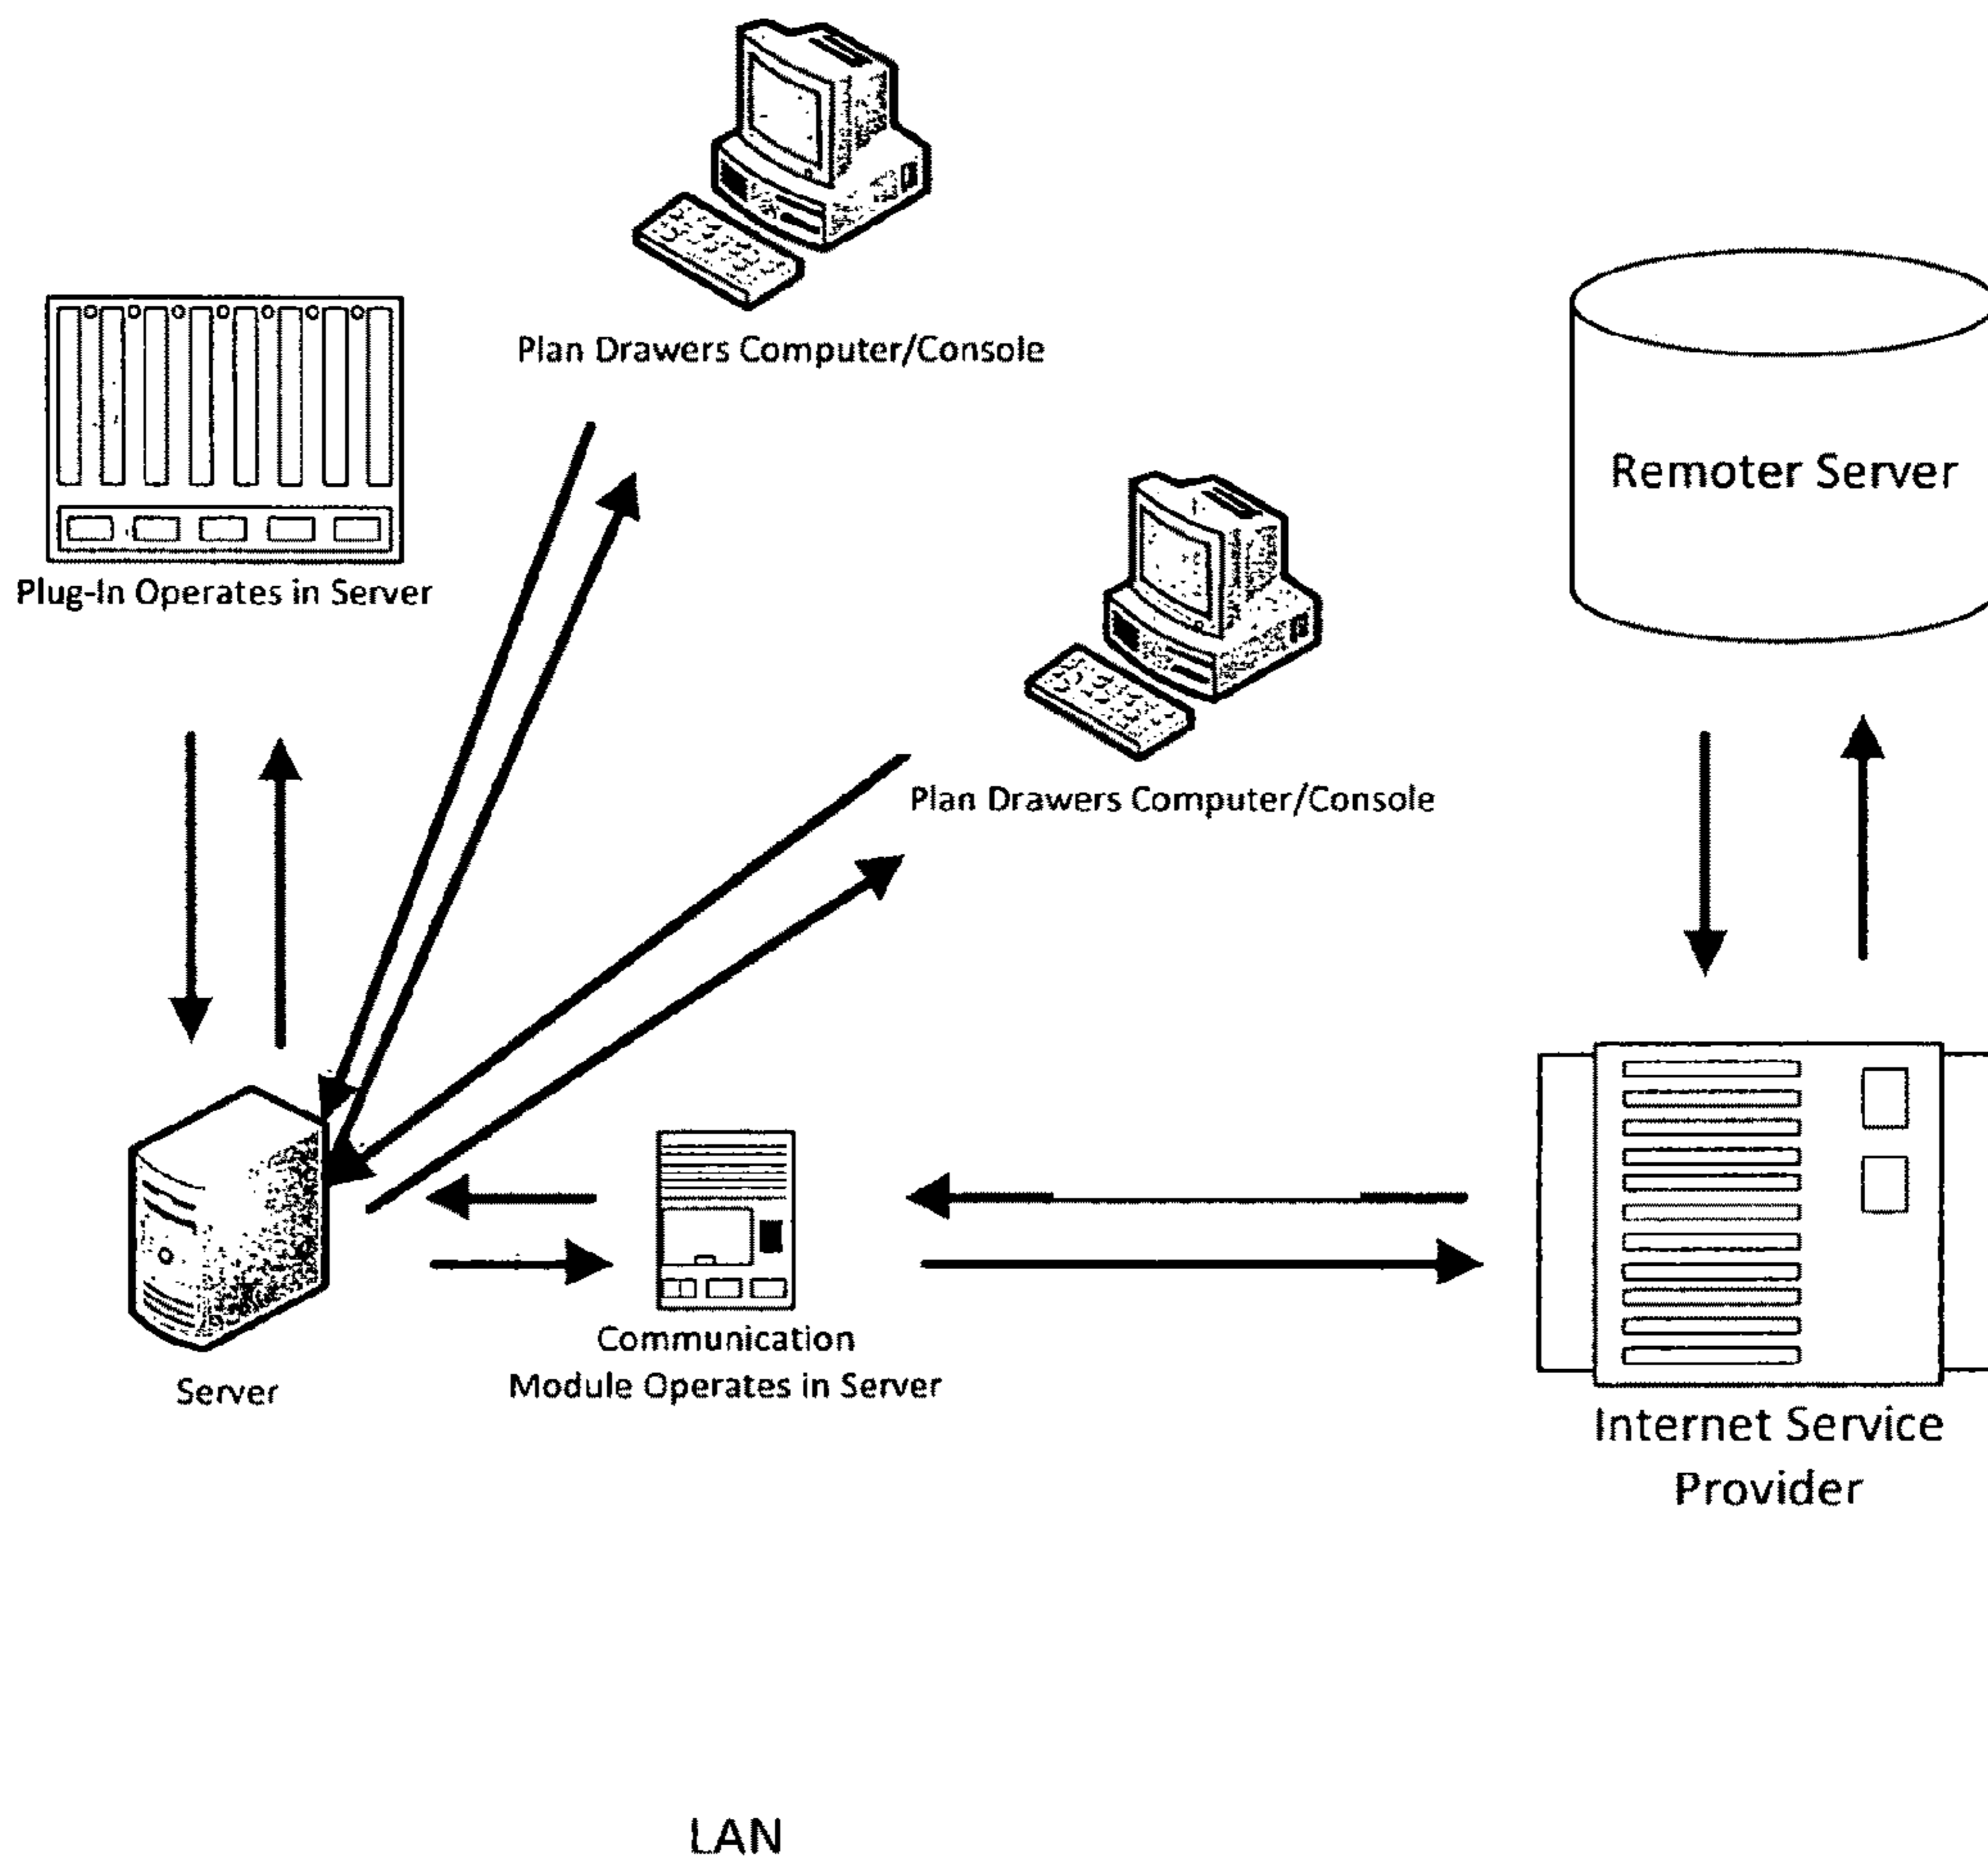 Plan Drawers Computer/Console
Remoter Server
Plug-In Operates in Server
Plan Drawers Computer/Console
Communication
Module Operates in Server
Server
Internet Service
Provider
LAN